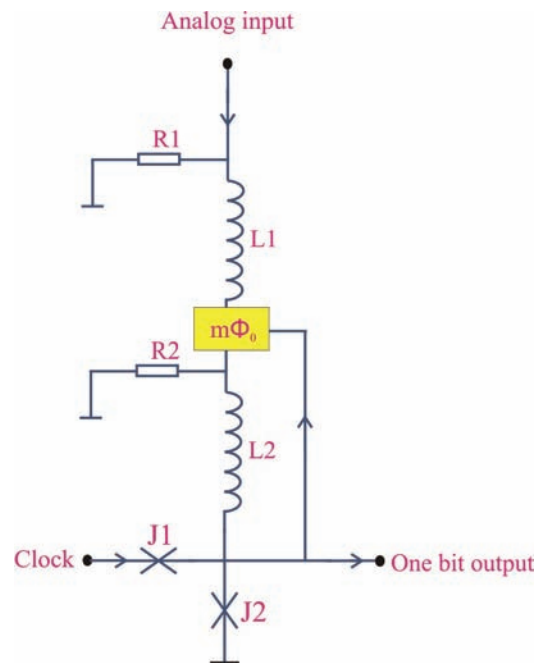 Analog input
R1
L1
mΦ₀
R2
L2
J1
Clock
One bit output
J2